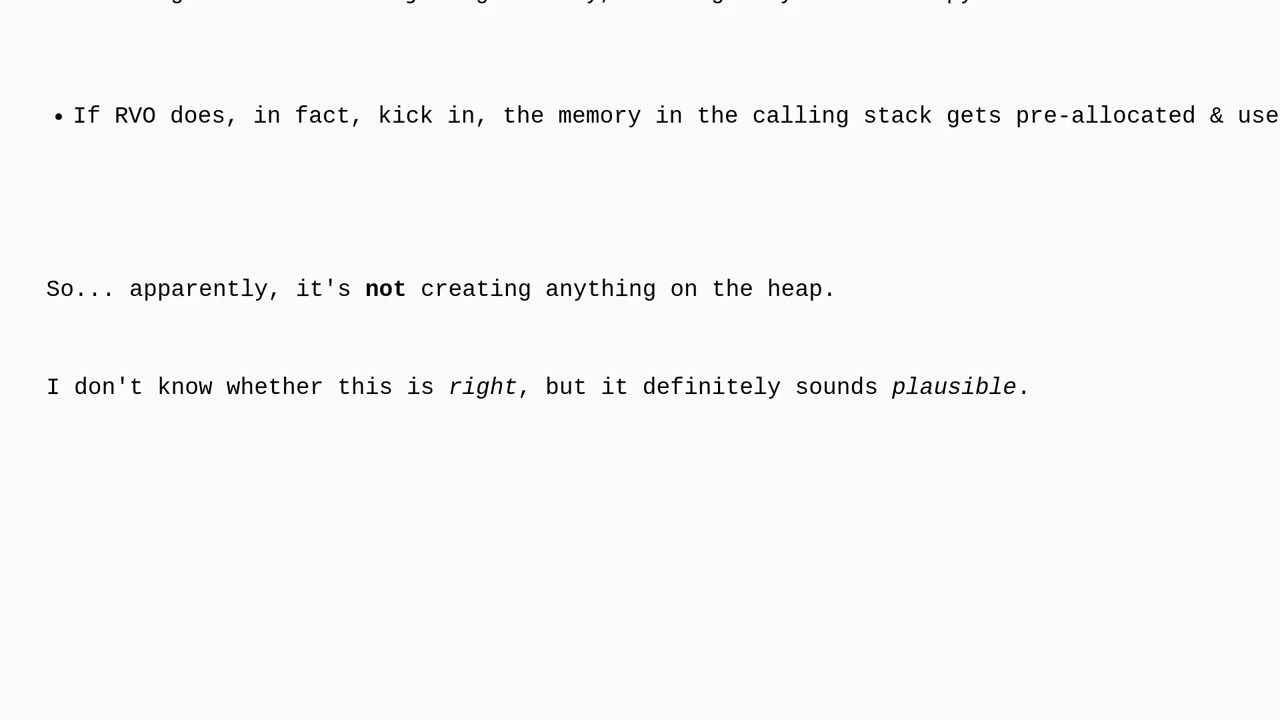 • If RVO does, in fact, kick in, the memory in the calling stack gets pre-allocated & use
So... apparently, it's not creating anything on the heap.
I don't know whether this is right, but it definitely sounds plausible.